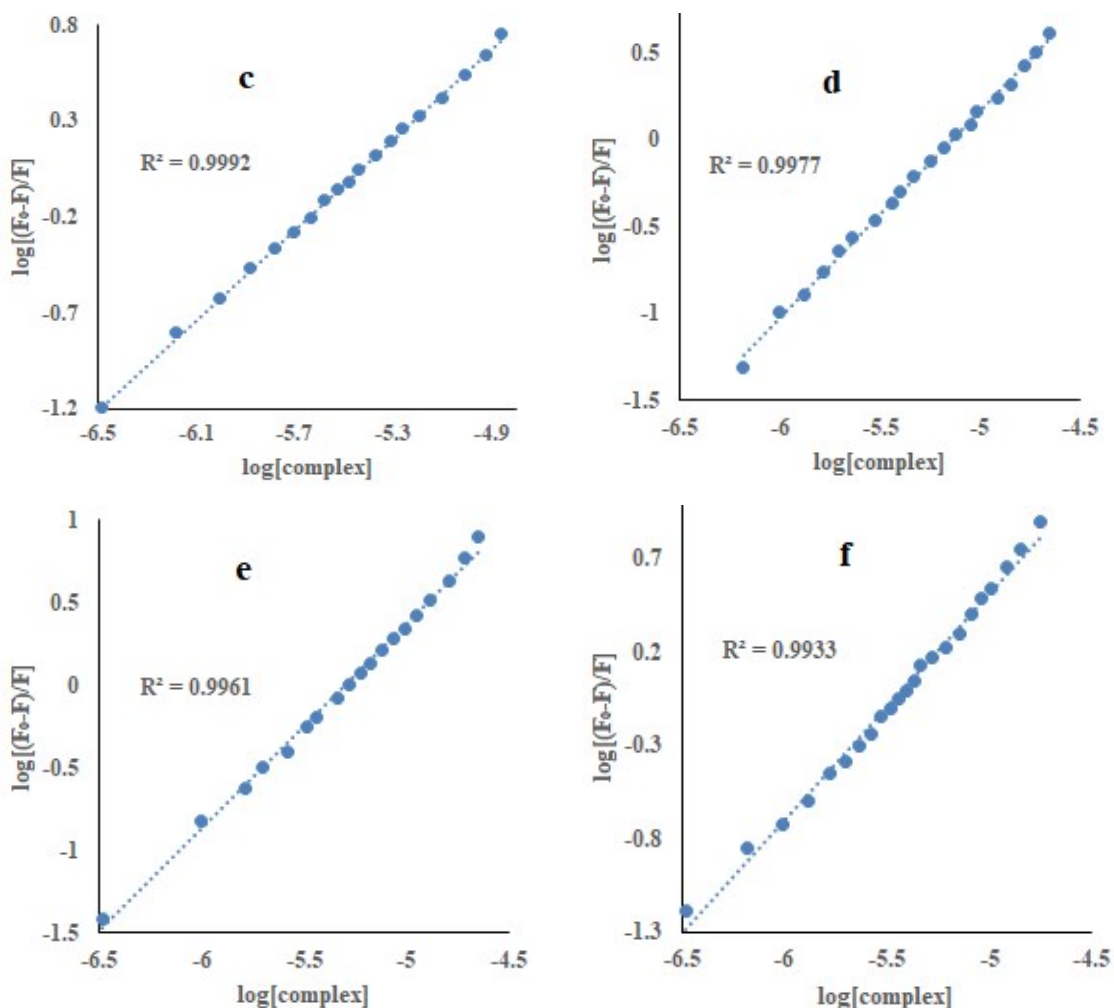 c
R² = 0.9992
log[(F₀-F)/F]
0.8
0.3
-0.2
-0.7
-1.2
-6.5 -6.1 -5.7 -5.3 -4.9
log[complex]
d
R² = 0.9977
log[(F₀-F)/F]
0.5
0
-0.5
-1
-1.5
-6.5 -6 -5.5 -5 -4.5
log[complex]
e
R² = 0.9961
log[(F₀-F)/F]
1
0.5
0
-0.5
-1
-1.5
-6.5 -6 -5.5 -5 -4.5
log[complex]
f
R² = 0.9933
log[(F₀-F)/F]
0.7
0.2
-0.3
-0.8
-1.3
-6.5 -6 -5.5 -5 -4.5
log[complex]